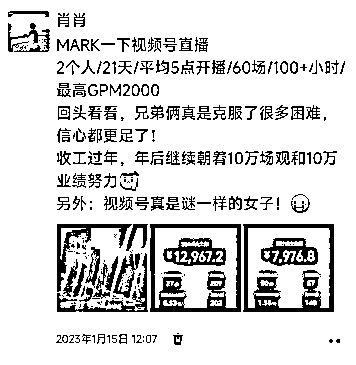 肖肖
MARK一下视频号直播
2个人/21天/平均5点开播/60场/100+小时/
最高GPM2000
回头看看，兄弟俩真是克服了很多困难，
信心都更足了！
收工过年，年后继续朝着10万场观和10万
业绩努力
另外：视频号真是谜一样的女子！
¥12,967.2
¥7,976.8
2023年1月15日 12:07